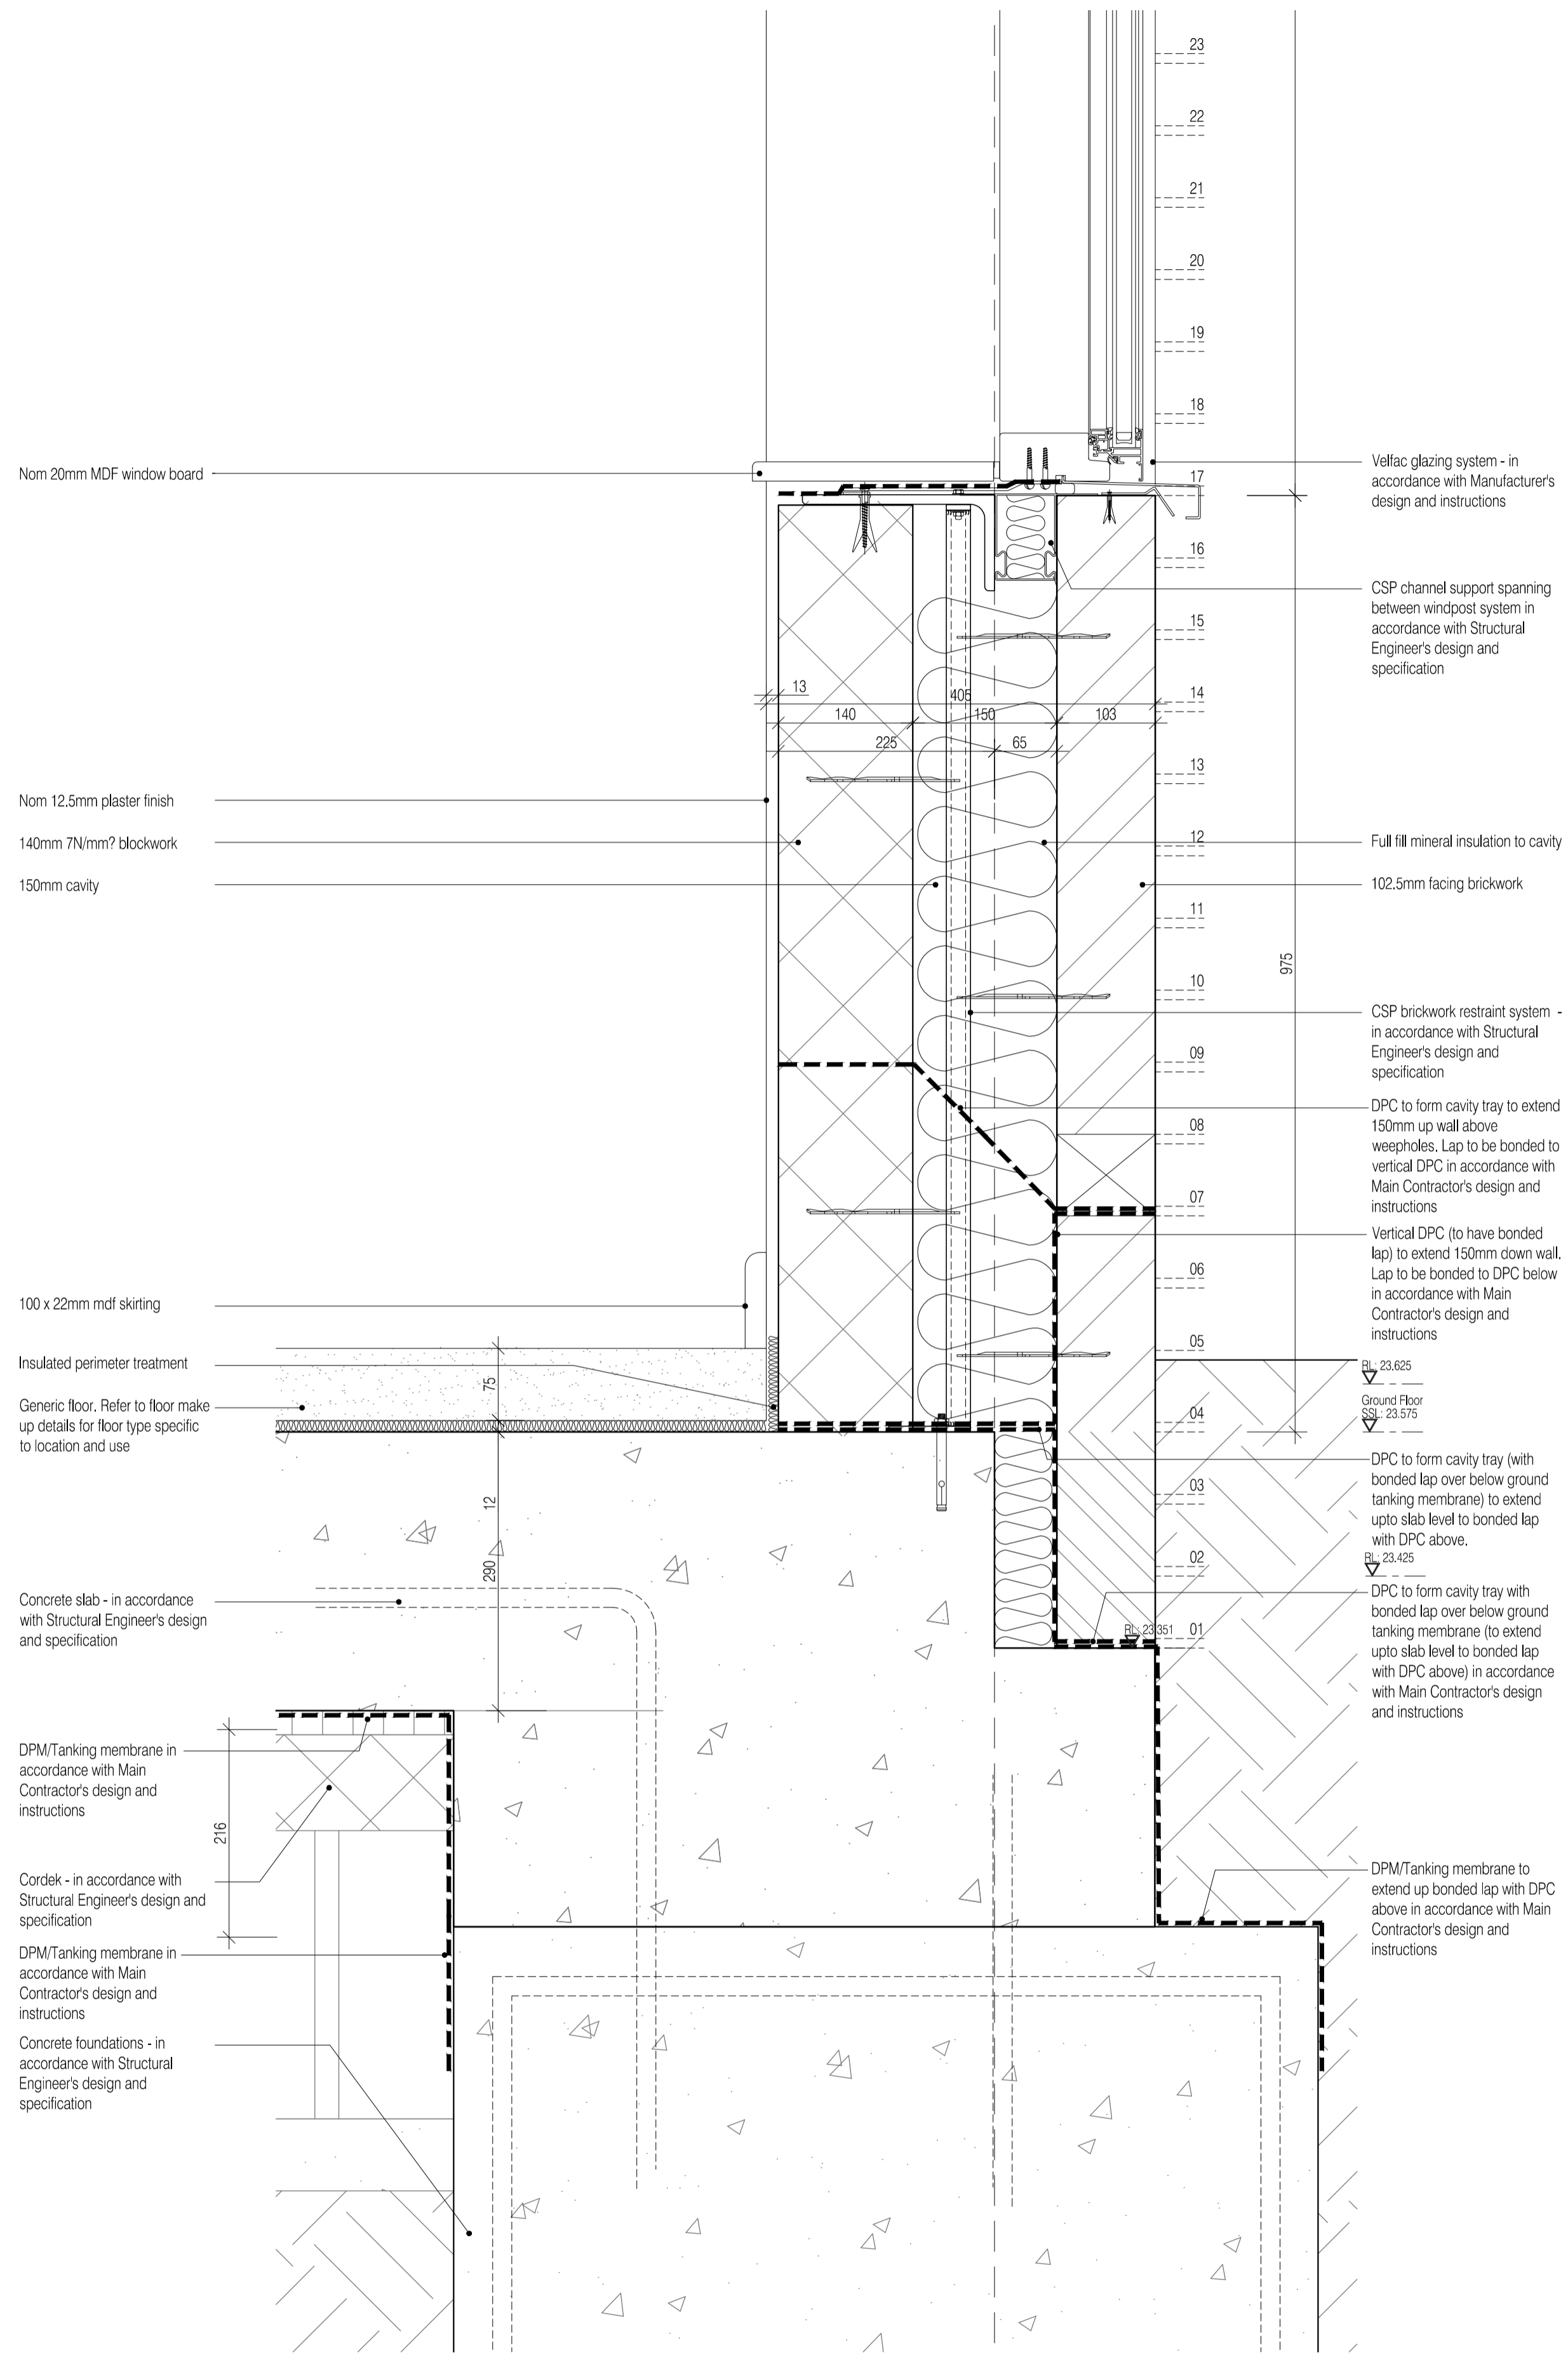 23
22
21
20
19
18
Nom 20mm MDF window board
Velfac glazing system - in
accordance with Manufacturer's
design and instructions
17
16
CSP channel support spanning
between windpost system in
accordance with Structural
Engineer's design and
specification
15
14
13
405
140
150
103
225
65
13
Nom 12.5mm plaster finish
140mm 7N/mm? blockwork
12
Full fill mineral insulation to cavity
150mm cavity
102.5mm facing brickwork
11
975
10
CSP brickwork restraint system -
in accordance with Structural
Engineer's design and
specification
09
DPC to form cavity tray to extend
150mm up wall above
weepholes. Lap to be bonded to
vertical DPC in accordance with
Main Contractor's design and
instructions
08
07
Vertical DPC (to have bonded
lap) to extend 150mm down wall.
Lap to be bonded to DPC below
in accordance with Main
Contractor's design and
instructions
06
100 x 22mm mdf skirting
05
Insulated perimeter treatment
RL: 23.625
75
Generic floor. Refer to floor make
up details for floor type specific
to location and use
Ground Floor
SSL: 23.575
04
DPC to form cavity tray (with
bonded lap over below ground
tanking membrane) to extend
upto slab level to bonded lap
with DPC above.
03
12
02
RL: 23.425
290
Concrete slab - in accordance
with Structural Engineer's design
and specification
DPC to form cavity tray with
bonded lap over below ground
tanking membrane (to extend
upto slab level to bonded lap
with DPC above) in accordance
with Main Contractor's design
and instructions
RL: 23.351
01
DPM/Tanking membrane in
accordance with Main
Contractor's design and
instructions
216
Cordek - in accordance with
Structural Engineer's design and
specification
DPM/Tanking membrane to
extend up bonded lap with DPC
above in accordance with Main
Contractor's design and
instructions
DPM/Tanking membrane in
accordance with Main
Contractor's design and
instructions
Concrete foundations - in
accordance with Structural
Engineer's design and
specification